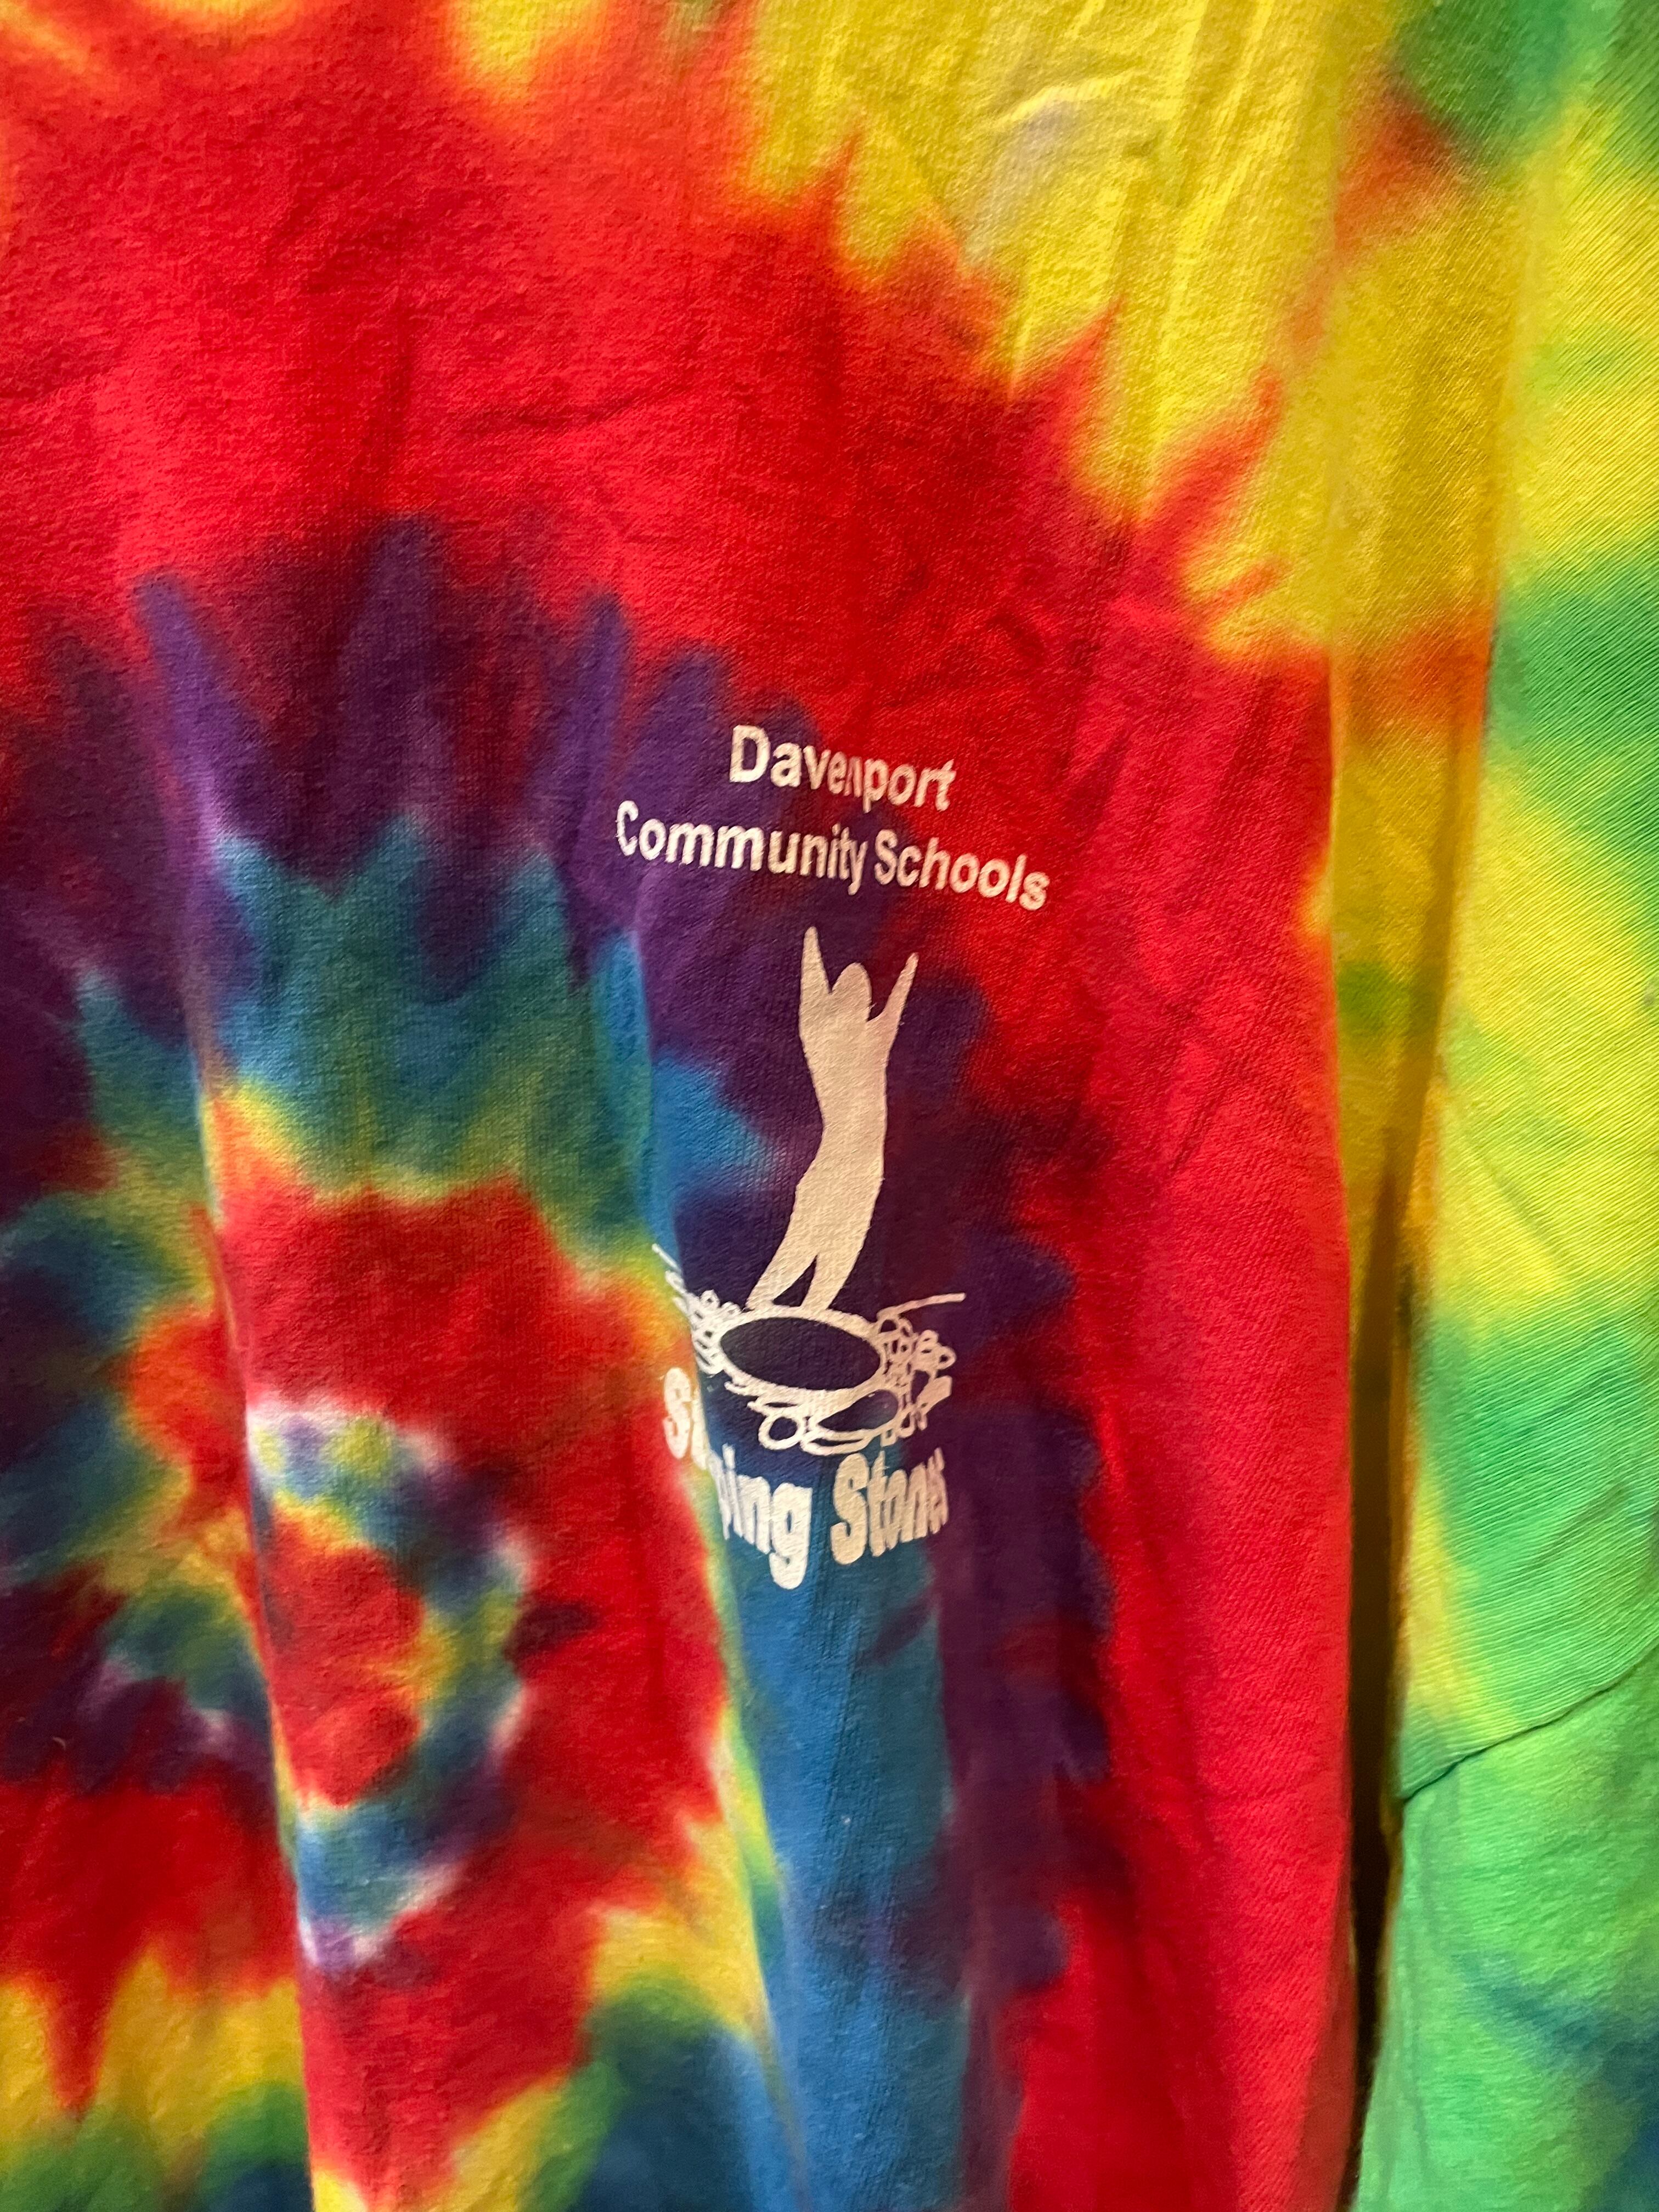 Davenport
Community Schools
Stones